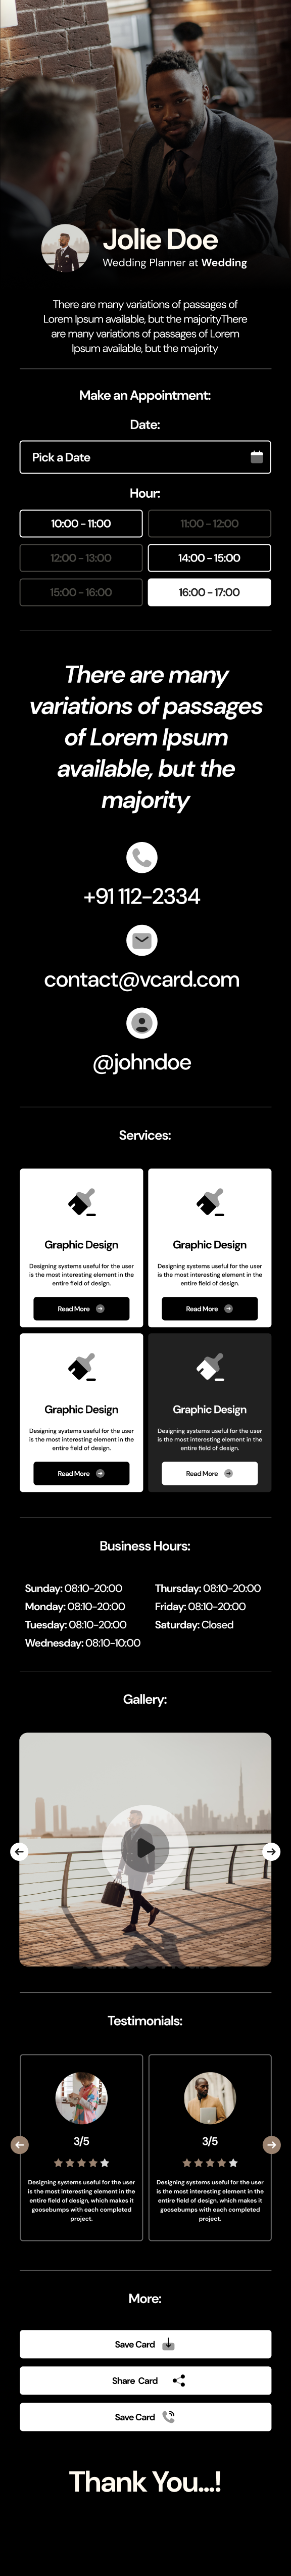 Jolie Doe
Wedding Planner at Wedding
There are many variations of passages of
Lorem Ipsum available, but the majorityThere
are many variations of passages of Lorem
Ipsum available, but the majority
Make an Appointment:
Date:
Pick a Date
Hour:
10:00 - 11:00
11:00 - 12:00
12:00 - 13:00
14:00 - 15:00
15:00 - 16:00
16:00 - 17:00
There are many
variations of passages
of Lorem Ipsum
available, but the
majority
+91 112-2334
contact@vcard.com
@johndoe
Services:
Graphic Design
Designing systems useful for the user
is the most interesting element in the
entire field of design.
Read More
Graphic Design
Designing systems useful for the user
is the most interesting element in the
entire field of design.
Read More
Graphic Design
Designing systems useful for the user
is the most interesting element in the
entire field of design.
Read More
Graphic Design
Designing systems useful for the user
is the most interesting element in the
entire field of design.
Read More
Business Hours:
Sunday: 08:10-20:00
Monday: 08:10-20:00
Tuesday: 08:10-20:00
Wednesday: 08:10-10:00
Thursday: 08:10-20:00
Friday: 08:10-20:00
Saturday: Closed
Gallery:
Testimonials:
3/5
Designing systems useful for the user
is the most interesting element in the
entire field of design, which makes it
goosebumps with each completed
project.
3/5
Designing systems useful for the user
is the most interesting element in the
entire field of design, which makes it
goosebumps with each completed
project.
More:
Save Card
Share Card
Save Card
Thank You...!